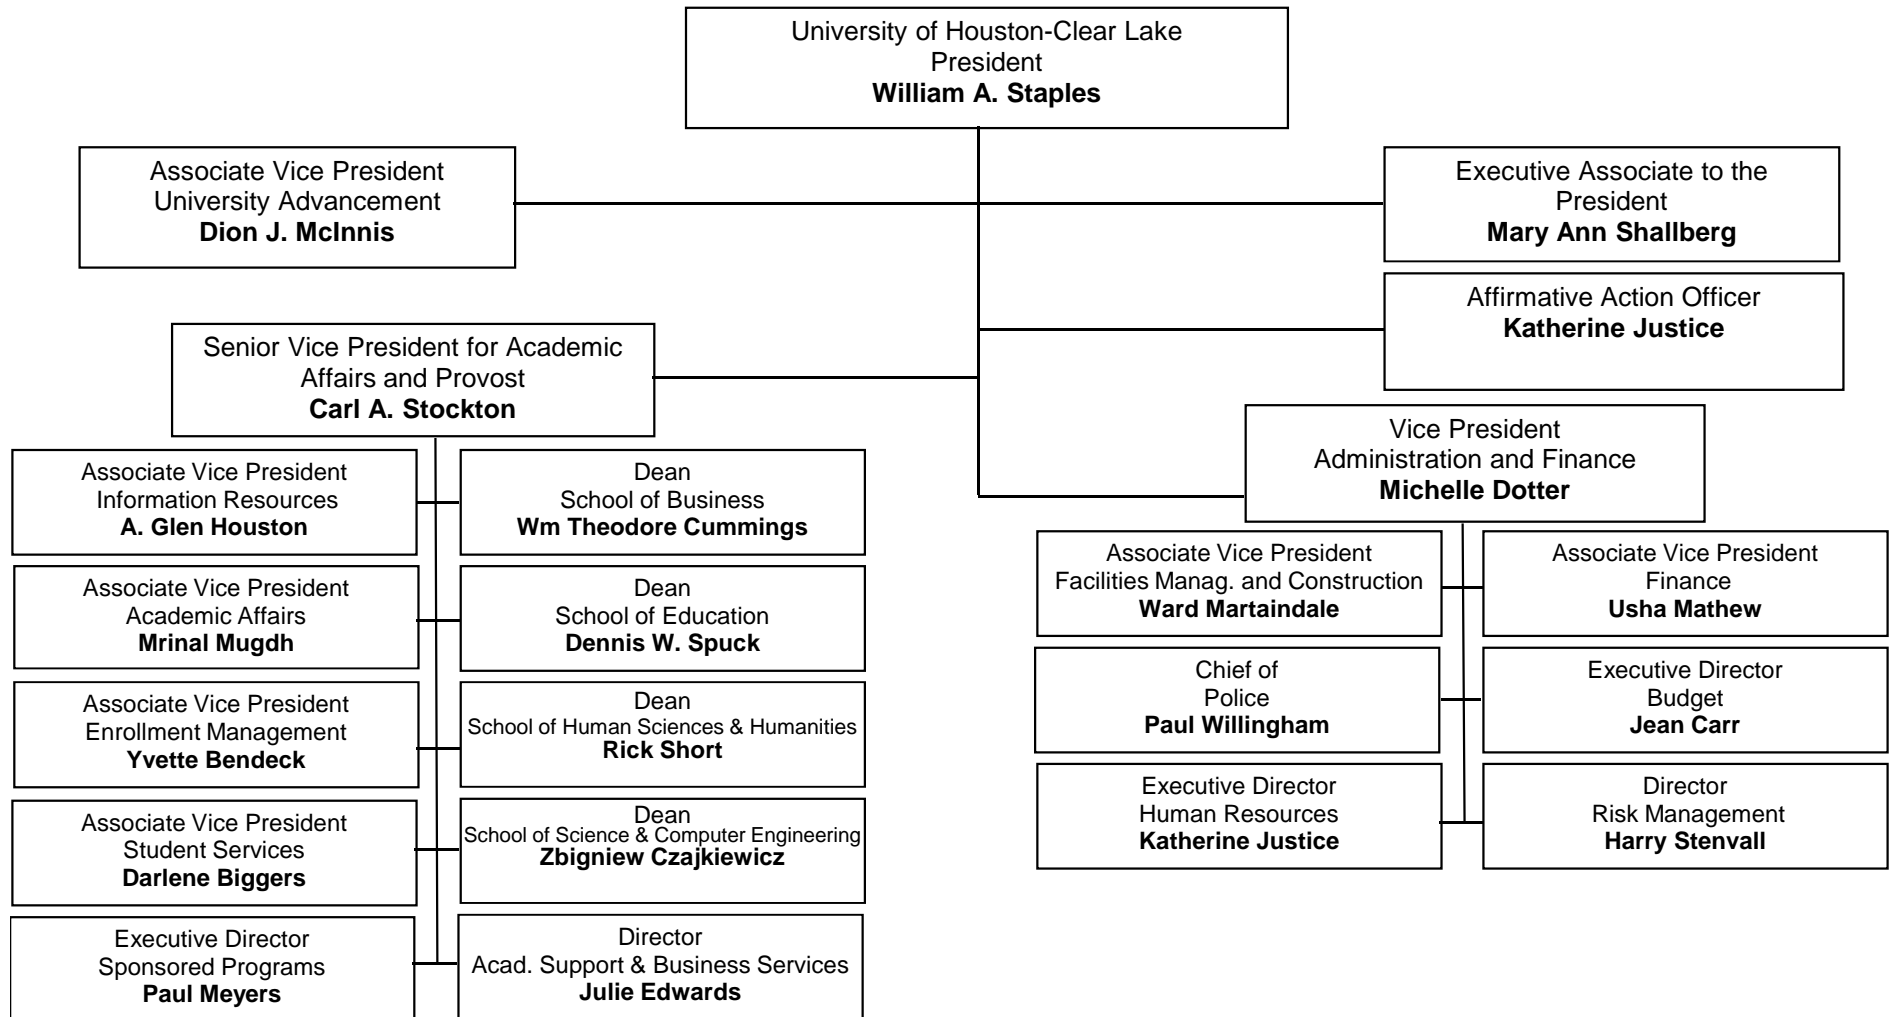 University of Houston-Clear Lake
President
William A. Staples
Associate Vice President
University Advancement
Dion J. McInnis
Executive Associate to the
President
Mary Ann Shallberg
Affirmative Action Officer
Katherine Justice
Senior Vice President for Academic
Affairs and Provost
Carl A. Stockton
Vice President
Administration and Finance
Michelle Dotter
Associate Vice President
Information Resources
A. Glen Houston
Dean
School of Business
Wm Theodore Cummings
Associate Vice President
Academic Affairs
Mrinal Mugdh
Dean
School of Education
Dennis W. Spuck
Associate Vice President
Enrollment Management
Yvette Bendeck
Dean
School of Human Sciences & Humanities
Rick Short
Associate Vice President
Student Services
Darlene Biggers
Dean
School of Science & Computer Engineering
Zbigniew Czajkiewicz
Executive Director
Sponsored Programs
Paul Meyers
Director
Acad. Support & Business Services
Julie Edwards
Associate Vice President
Facilities Manag. and Construction
Ward Martaindale
Associate Vice President
Finance
Usha Mathew
Chief of
Police
Paul Willingham
Executive Director
Budget
Jean Carr
Executive Director
Human Resources
Katherine Justice
Director
Risk Management
Harry Stenvall